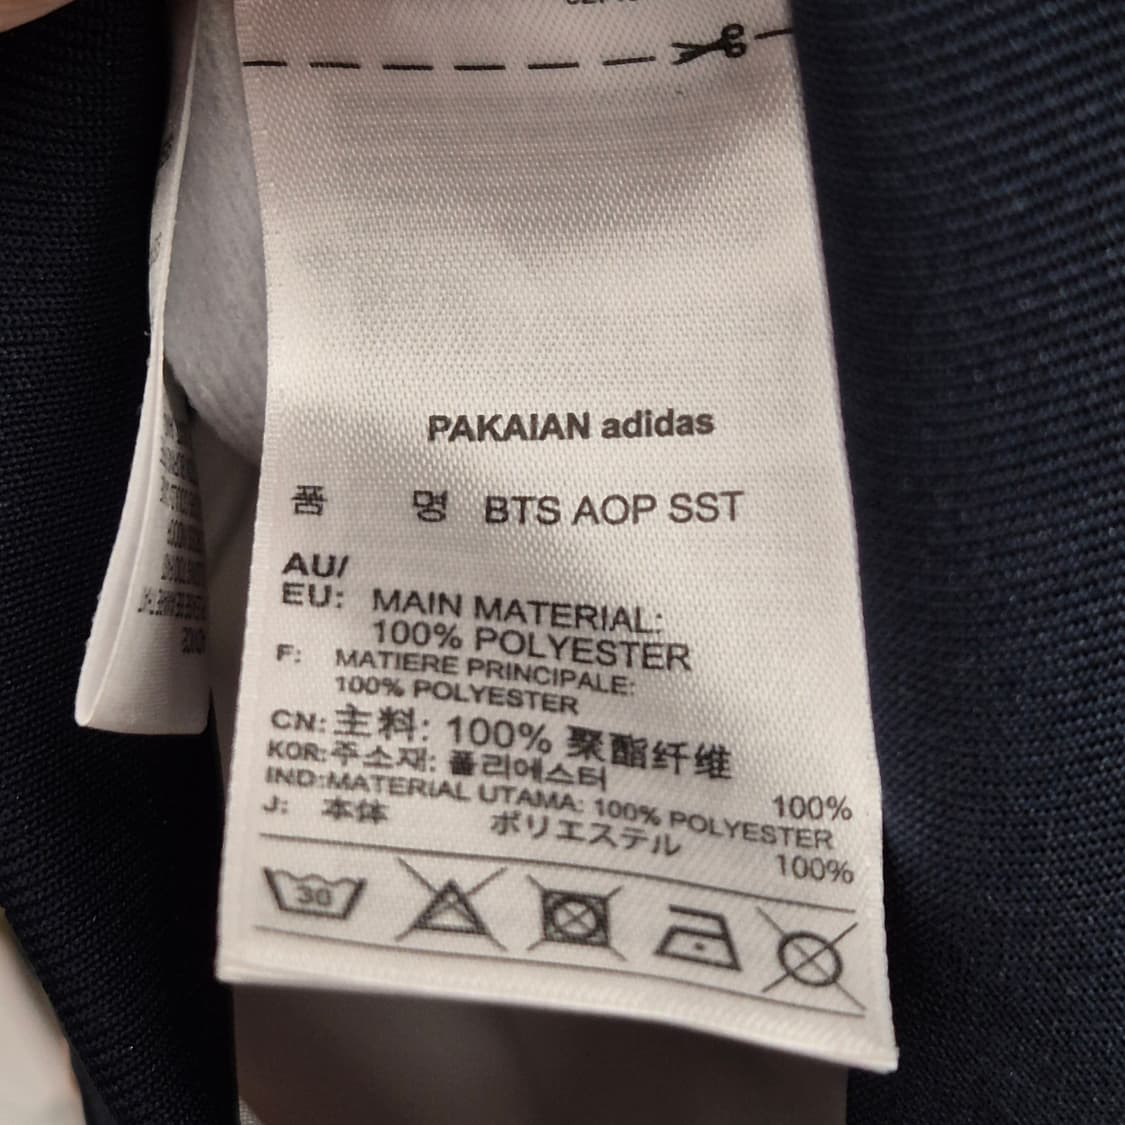 PAKAIAN adidas
품 명 BTS AOP SST
AU/
EU: MAIN MATERIAL:
100% POLYESTER
F: MATIERE PRINCIPALE:
100% POLYESTER
CN: 主料: 100% 聚酯纤维
KOR: 주소재: 폴리에스터 100%
IND:MATERIAL UTAMA: 100% POLYESTER
J: 本体 ポリエステル 100%
30